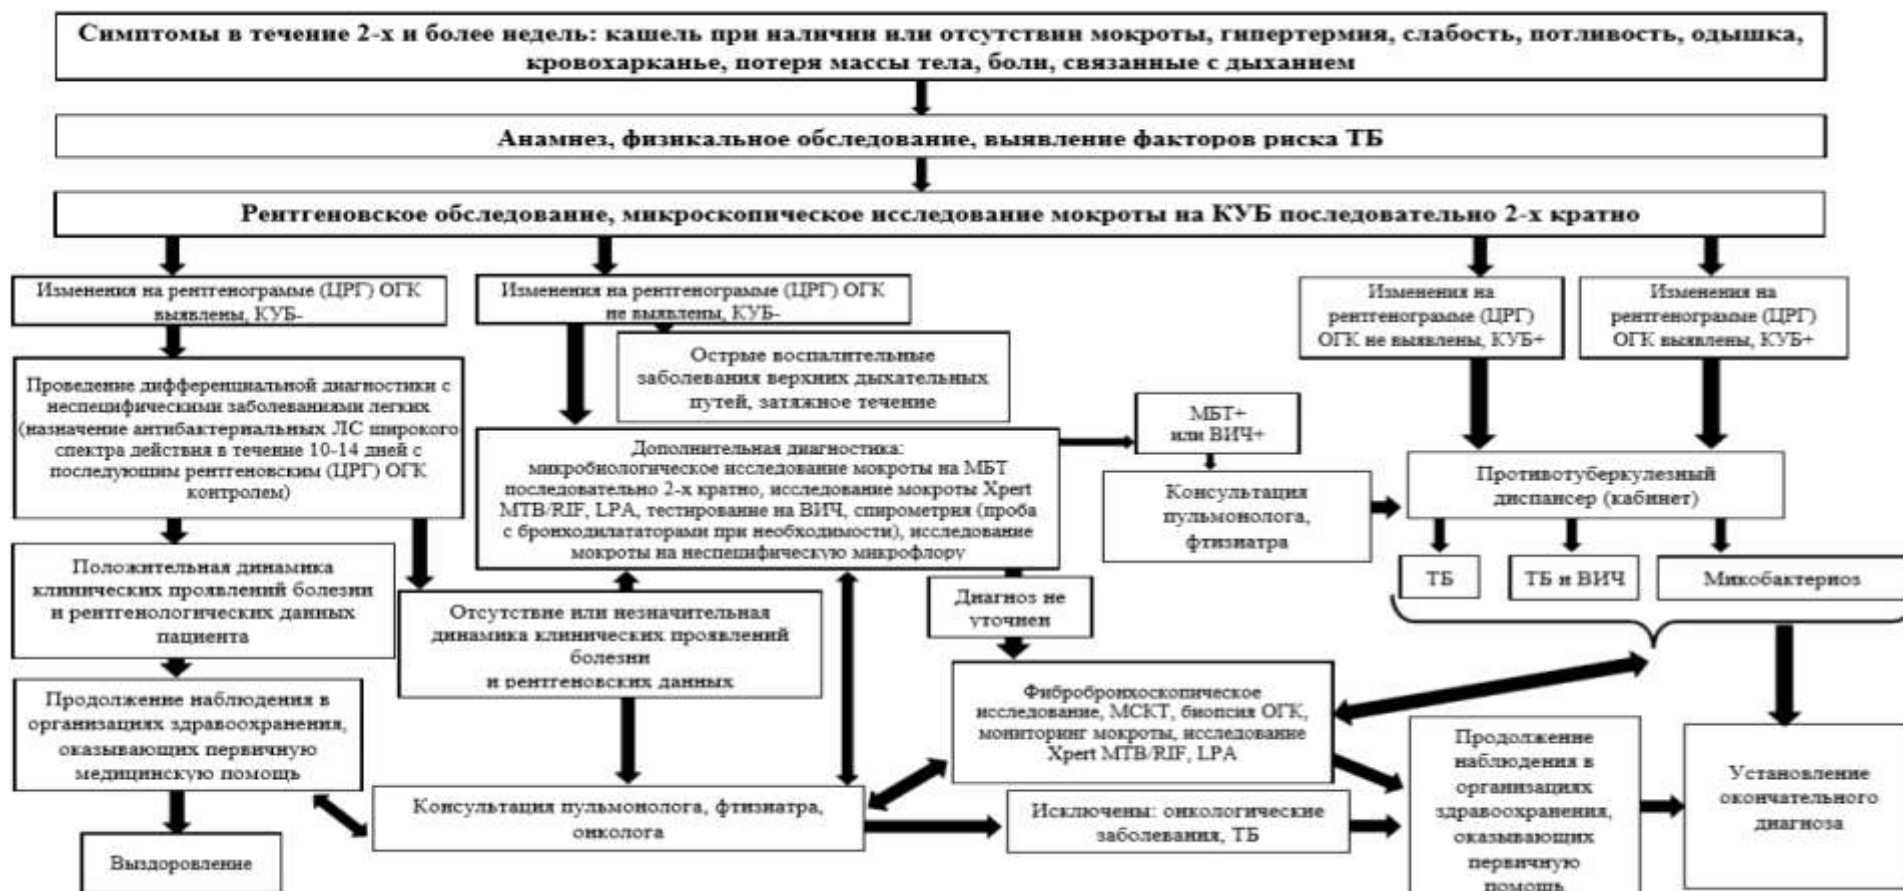 Симптомы в течение 2-х и более недель: кашель при наличии или отсутствии мокроты, гипертермия, слабость, потливость, одышка,
кровохарканье, потеря массы тела, боли, связанные с дыханием
Анамнез, физикальное обследование, выявление факторов риска ТБ
Рентгеновское обследование, микроскопическое исследование мокроты на КУБ последовательно 2-х кратно
Изменения на рентгенограмме (ЦРГ) ОГК
выявлены, КУБ-
Изменения на рентгенограмме (ЦРГ) ОГК
не выявлены, КУБ-
Изменения на
рентгенограмме (ЦРГ)
ОГК не выявлены, КУБ+
Изменения на
рентгенограмме (ЦРГ)
ОГК выявлены, КУБ+
Острые воспалительные
заболевания верхних дыхательных
путей, затяжное течение
Проведение дифференциальной диагностики с
неспецифическими заболеваниями легких
(назначение антибактериальных ЛС широкого
спектра действия в течение 10-14 дней с
последующим рентгеновским (ЦРГ) ОГК
контролем)
Дополнительная диагностика:
микробиологическое исследование мокроты на МБТ
последовательно 2-х кратно, исследование мокроты Xpert
MTB/RIF, LPA, тестирование на ВИЧ, спирометрия (проба
с бронходилататорами при необходимости), исследование
мокроты на неспецифическую микрофлору
МБТ+
или ВИЧ+
Консультация
пульмонолога,
фтизиатра
Противотуберкулезный
диспансер (кабинет)
ТБ
ТБ и ВИЧ
Микобактериоз
Положительная динамика
клинических проявлений болезни
и рентгенологических данных
пациента
Отсутствие или незначительная
динамика клинических проявлений
болезни
и рентгеновских данных
Диагноз не
уточнен
Фибробронхоскопическое
исследование, МСКТ, биопсия ОГК,
мониторинг мокроты, исследование
Xpert MTB/RIF, LPA
Продолжение наблюдения в
организациях здравоохранения,
оказывающих первичную
медицинскую помощь
Консультация пульмонолога, фтизиатра,
онколога
Исключены: онкологические
заболевания, ТБ
Продолжение
наблюдения в
организациях
здравоохранения,
оказывающих
первичную
помощь
Установление
окончательного
диагноза
Выздоровление